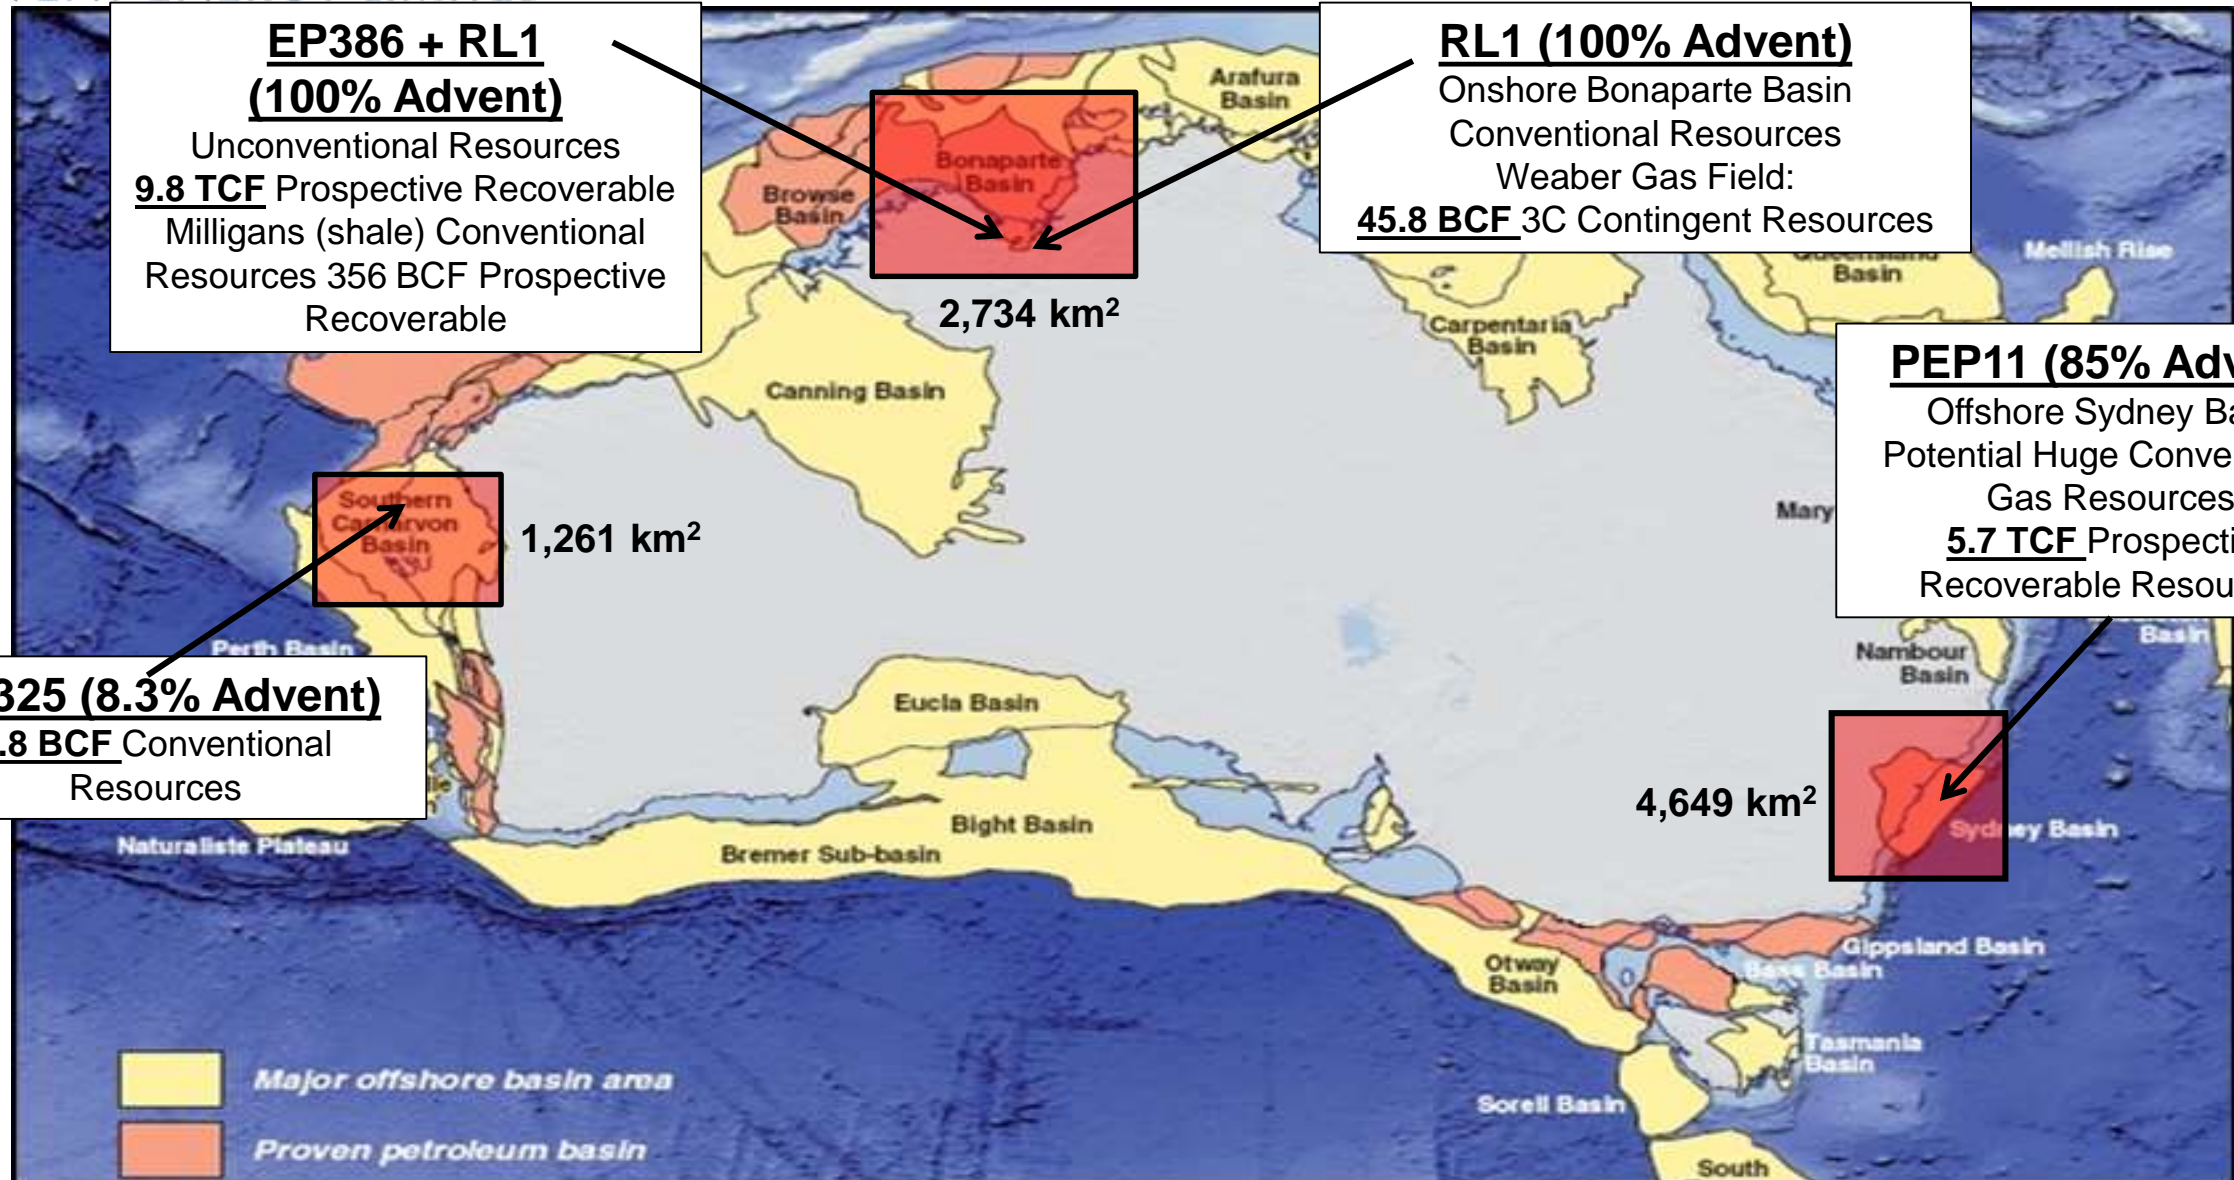 EP386 + RL1
(100% Advent)
Unconventional Resources
9.8 TCF Prospective Recoverable
Milligans (shale) Conventional
Resources 356 BCF Prospective
Recoverable
RL1 (100% Advent)
Onshore Bonaparte Basin
Conventional Resources
Weaber Gas Field:
45.8 BCF 3C Contingent Resources
Arafura
Basin
Bonaparte
Basin
Browse
Basin
2,734 km²
Queensland
Basin
Mellish Rise
Carpentaria
Basin
Canning Basin
PEP11 (85% Adv
Offshore Sydney Ba
Potential Huge Conve
Gas Resources
5.7 TCF Prospecti
Recoverable Resou
Mary
Southern
Carnarvon
Basin
1,261 km²
Perth Basin
325 (8.3% Advent)
.8 BCF Conventional
Resources
Basin
Nambour
Basin
Eucla Basin
4,649 km²
Sydney Basin
Bight Basin
Bremer Sub-basin
Naturaliste Plateau
Gippsland Basin
Bass Basin
Otway
Basin
Tasmania
Basin
Sorell Basin
South
Major offshore basin area
Proven petroleum basin